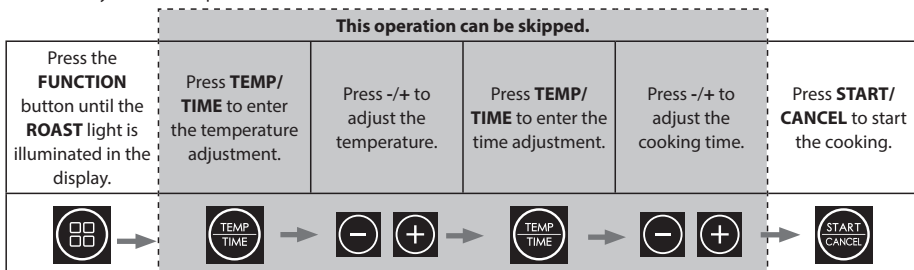 This operation can be skipped.
Press the
FUNCTION
button until the
ROAST light is
illuminated in the
display.
Press TEMP/
TIME to enter
the temperature
adjustment.
Press -/+ to
adjust the
temperature.
Press TEMP/
TIME to enter the
time adjustment.
Press -/+ to
adjust the
cooking time.
Press START/
CANCEL to start
the cooking.
TEMP
TIME
− +
TEMP
TIME
− +
START
CANCEL